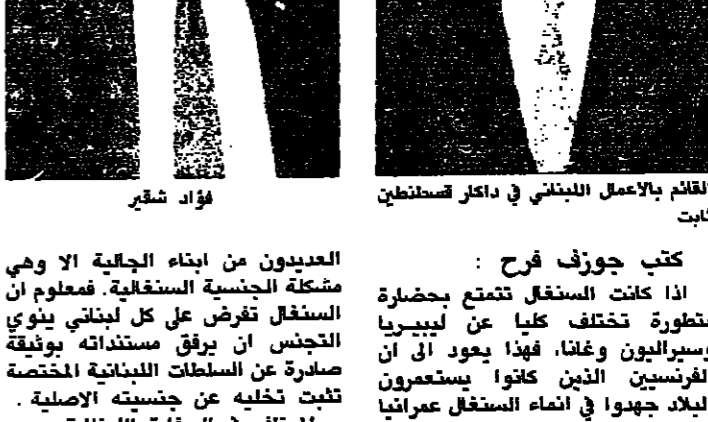 القائم بالاعمال اللبناني في داكار قسطنطين
ثابت
كتب جوزف فرح :
اذا كانت السنغال تتمتع بحضارة
متطورة تختلف كليا عن ليبيريا
وسيراليون وغانا، فهذا يعود الى ان
الفرنسيين الذين كانوا يستعمرون
البلاد جهدوا في انماء السنغال عمرانيا
فؤاد شقير
العديدون من ابناء الجالية الا وهي
مشكلة الجنسية السنغالية. فمعلوم ان
السنغال تفرض على كل لبناني ينوي
التجنس ان يرفق مستنداته بوثيقة
صادرة عن السلطات اللبنانية المختصة
تثبت تخليه عن جنسيته الاصلية .